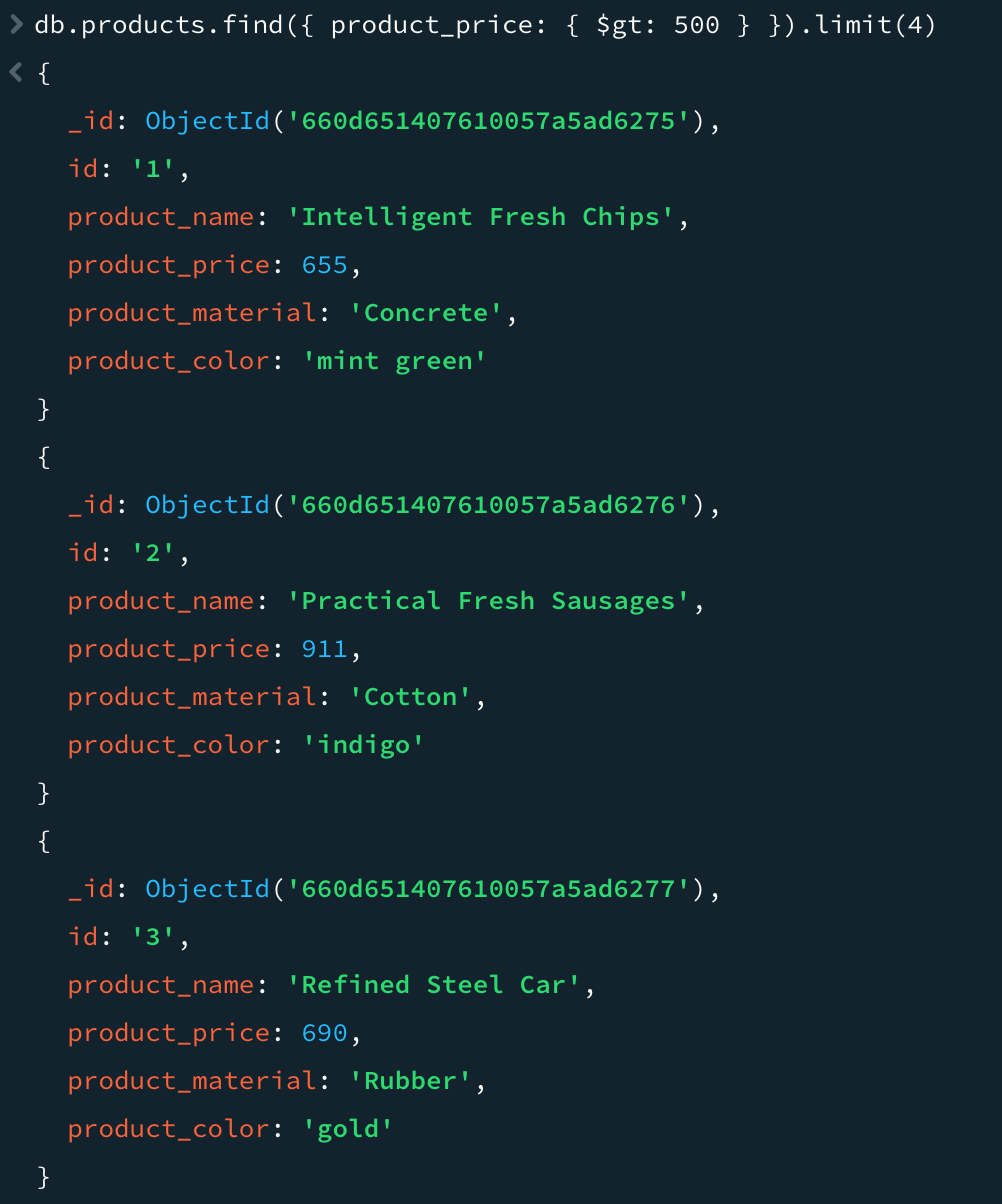 > db.products.find({ product_price: { $gt: 500 } }).limit(4)
< {
_id: ObjectId('660d651407610057a5ad6275'),
id: '1',
product_name: 'Intelligent Fresh Chips',
product_price: 655,
product_material: 'Concrete',
product_color: 'mint green'
}
{
_id: ObjectId('660d651407610057a5ad6276'),
id: '2',
product_name: 'Practical Fresh Sausages',
product_price: 911,
product_material: 'Cotton',
product_color: 'indigo'
}
{
_id: ObjectId('660d651407610057a5ad6277'),
id: '3',
product_name: 'Refined Steel Car',
product_price: 690,
product_material: 'Rubber',
product_color: 'gold'
}